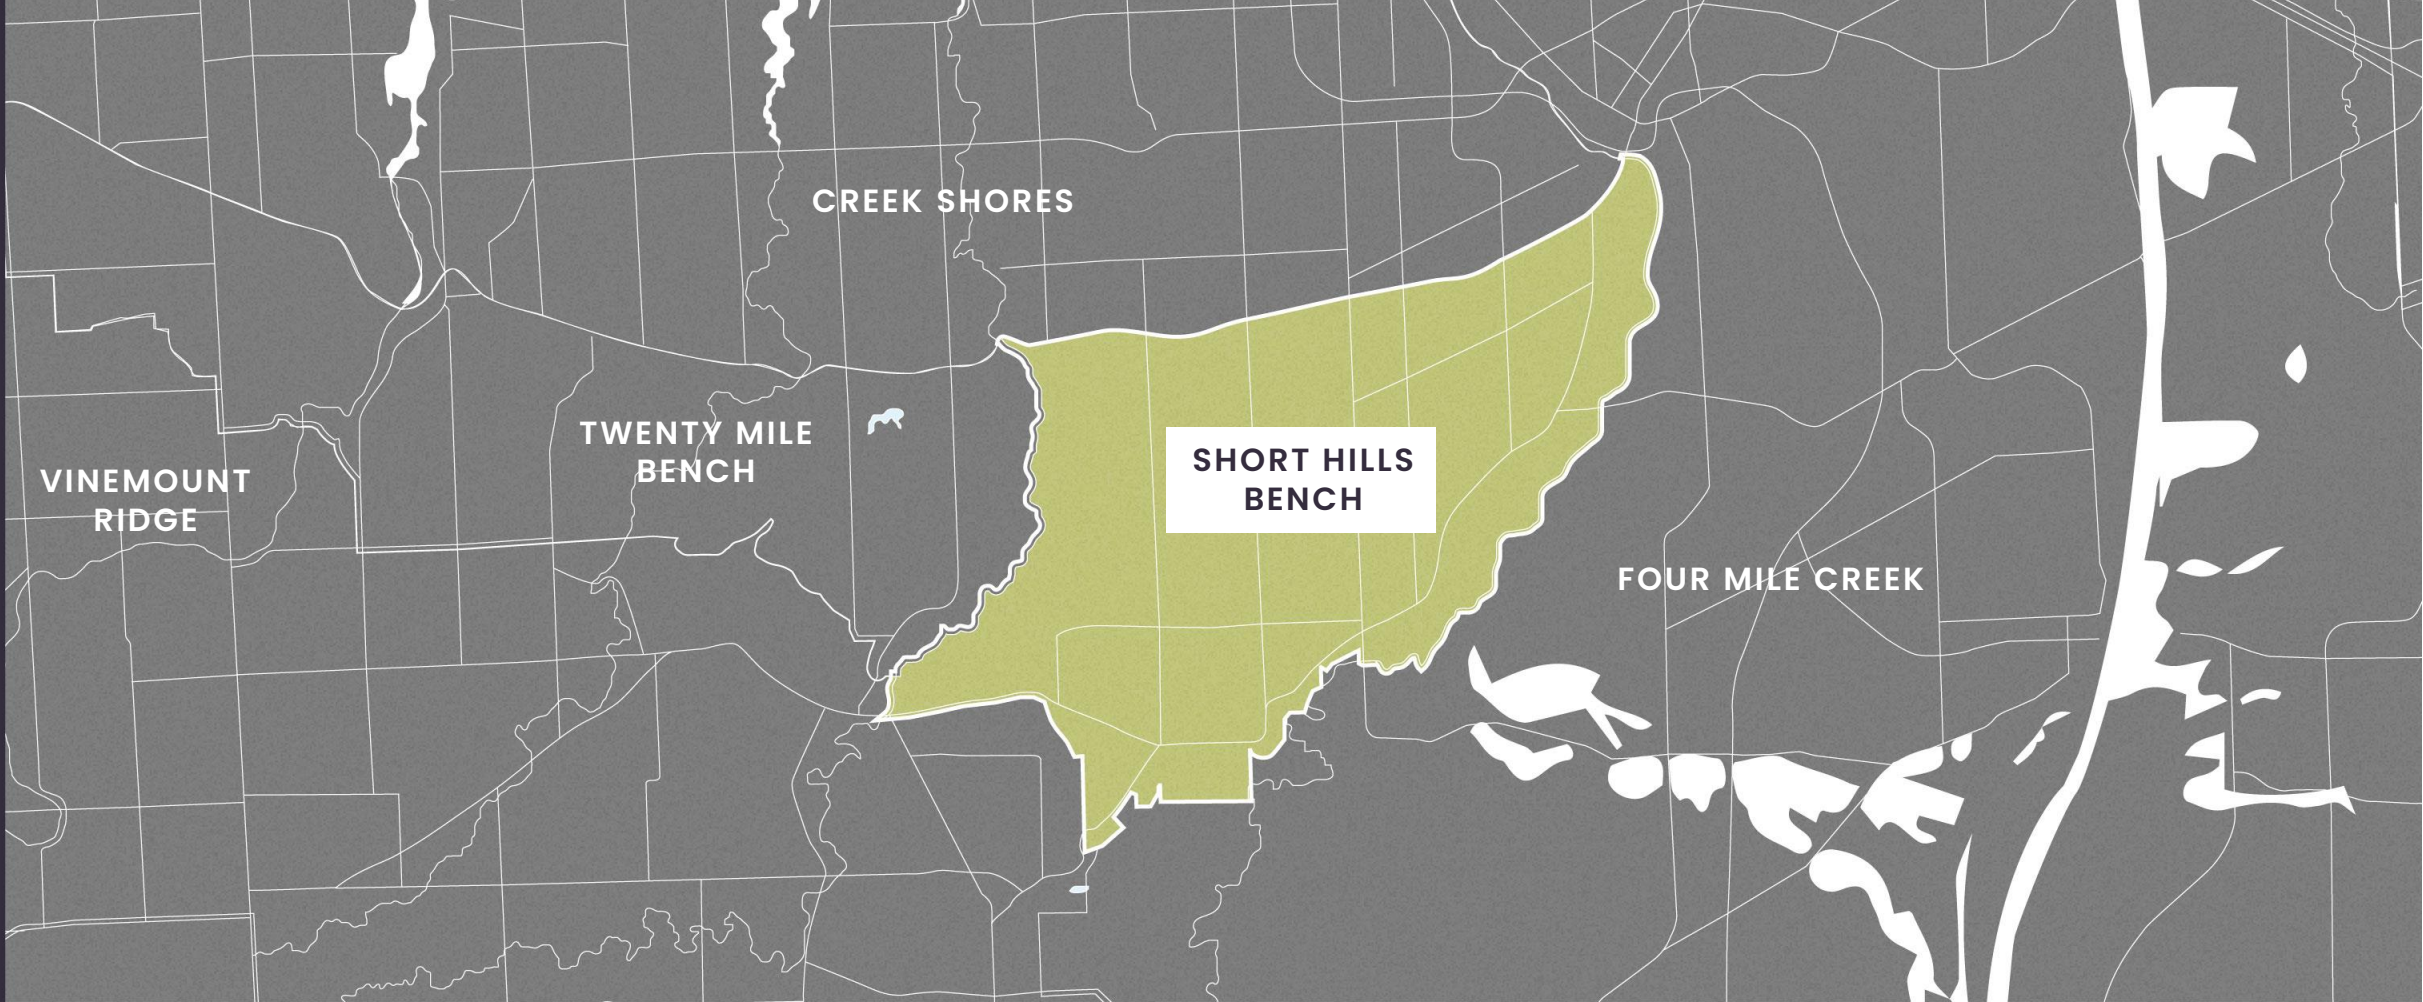 CREEK SHORES
TWENTY MILE
BENCH
VINEMOUNT
RIDGE
SHORT HILLS
BENCH
FOUR MILE CREEK